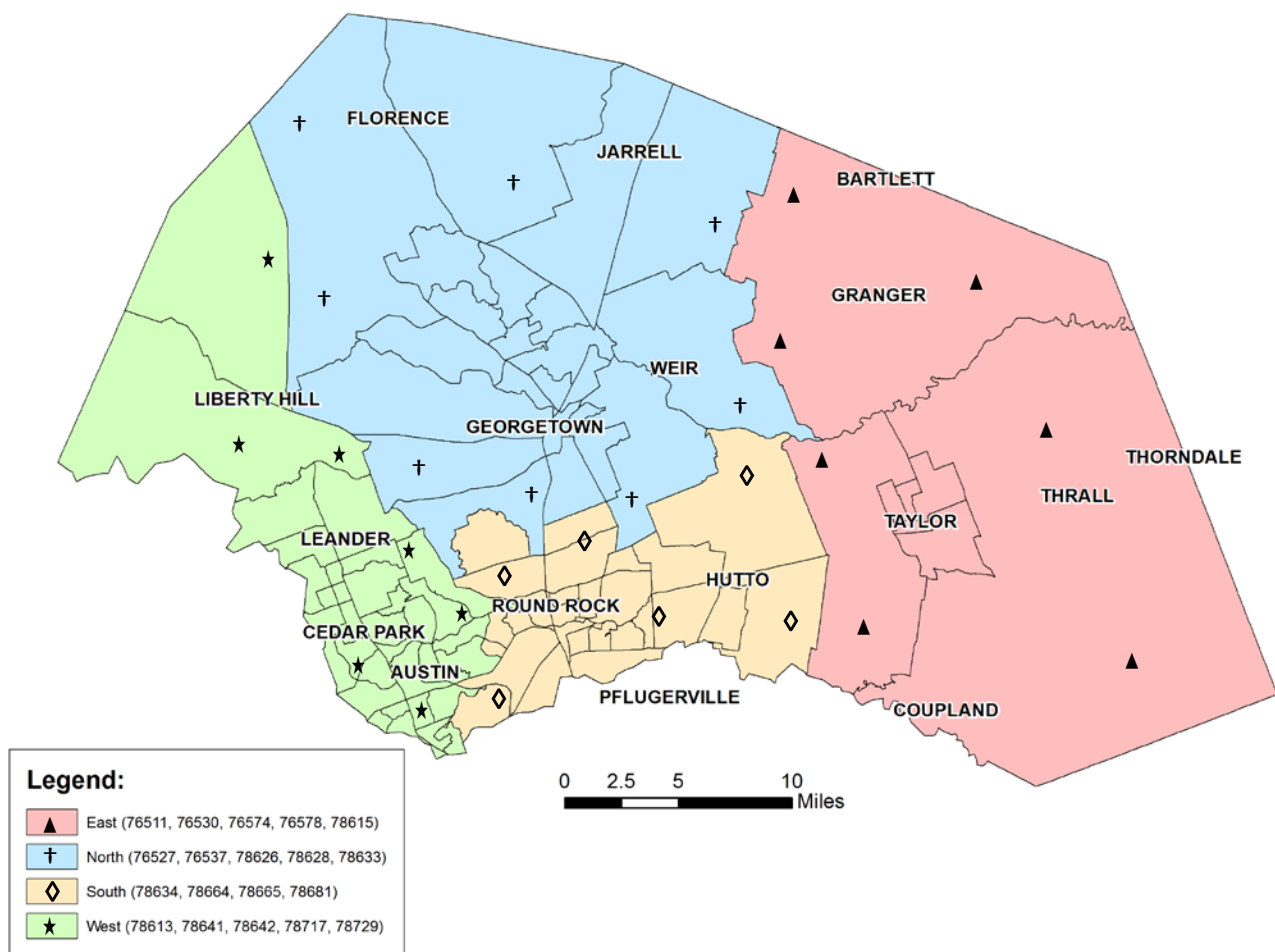 FLORENCE
JARRELL
BARTLETT
GRANGER
WEIR
LIBERTY HILL
GEORGETOWN
THORNDALE
THRALL
TAYLOR
LEANDER
HUTTO
ROUND ROCK
CEDAR PARK
AUSTIN
PFLUGERVILLE
COUPLAND
0 2.5 5 10
Miles
Legend:
East (76511, 76530, 76574, 76578, 78615)
North (76527, 76537, 78626, 78628, 78633)
South (78634, 78664, 78665, 78681)
West (78613, 78641, 78642, 78717, 78729)